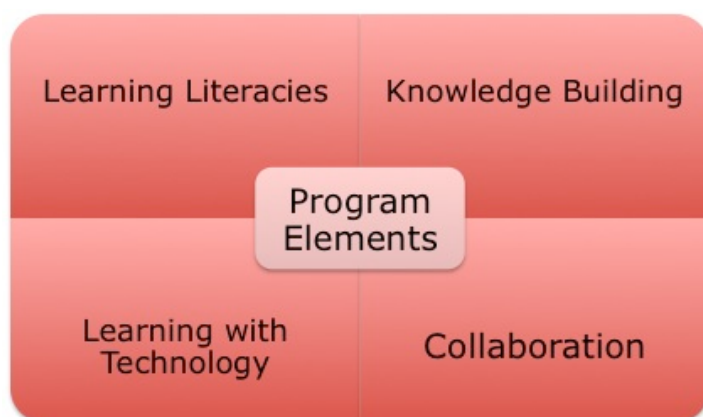 Learning Literacies
Knowledge Building
Program
Elements
Learning with
Technology
Collaboration